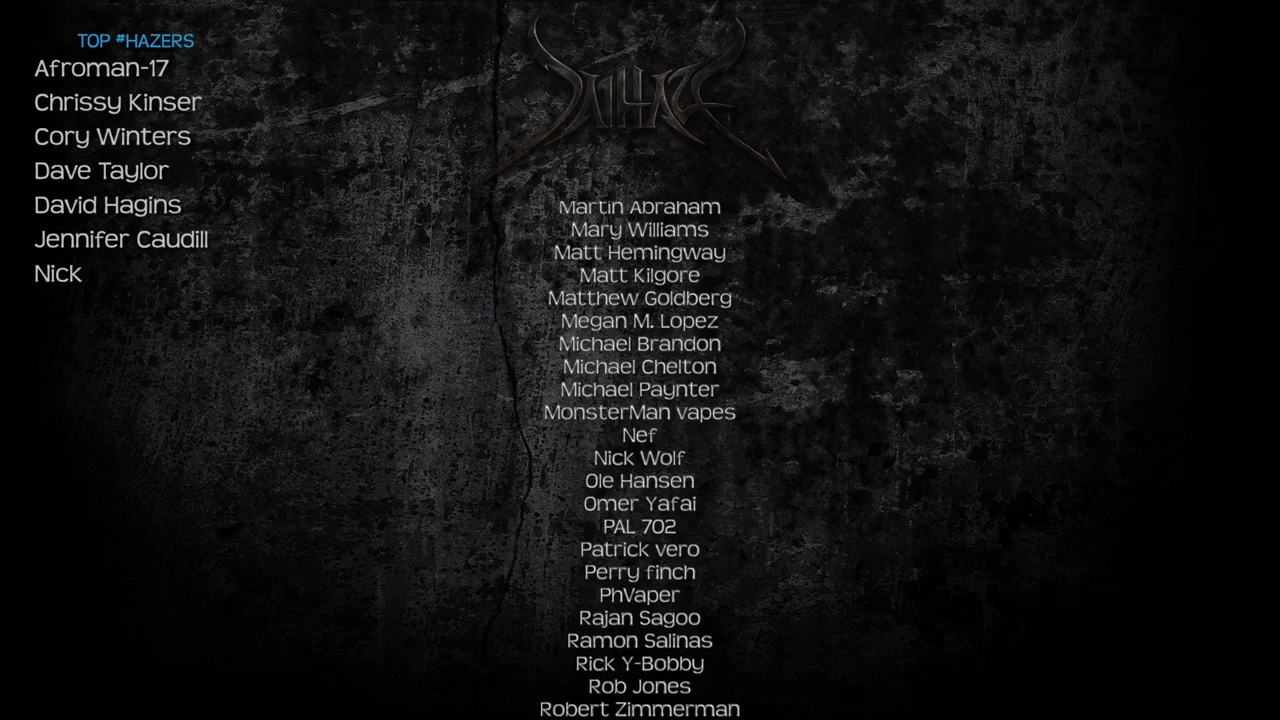 TOP #HAZERS
Afroman-17
Chrissy Kinser
Cory Winters
Dave Taylor
David Hagins
Jennifer Caudill
Nick
Martin Abraham
Mary Williams
Matt Hemingway
Matt Kilgore
Matthew Goldberg
Megan M. Lopez
Michael Brandon
Michael Chelton
Michael Paynter
MonsterMan vapes
Nef
Nick Wolf
Ole Hansen
Omer Yafai
PAL 702
Patrick vero
Perry finch
PhVaper
Rajan Sagoo
Ramon Salinas
Rick Y-Bobby
Rob Jones
Robert Zimmerman